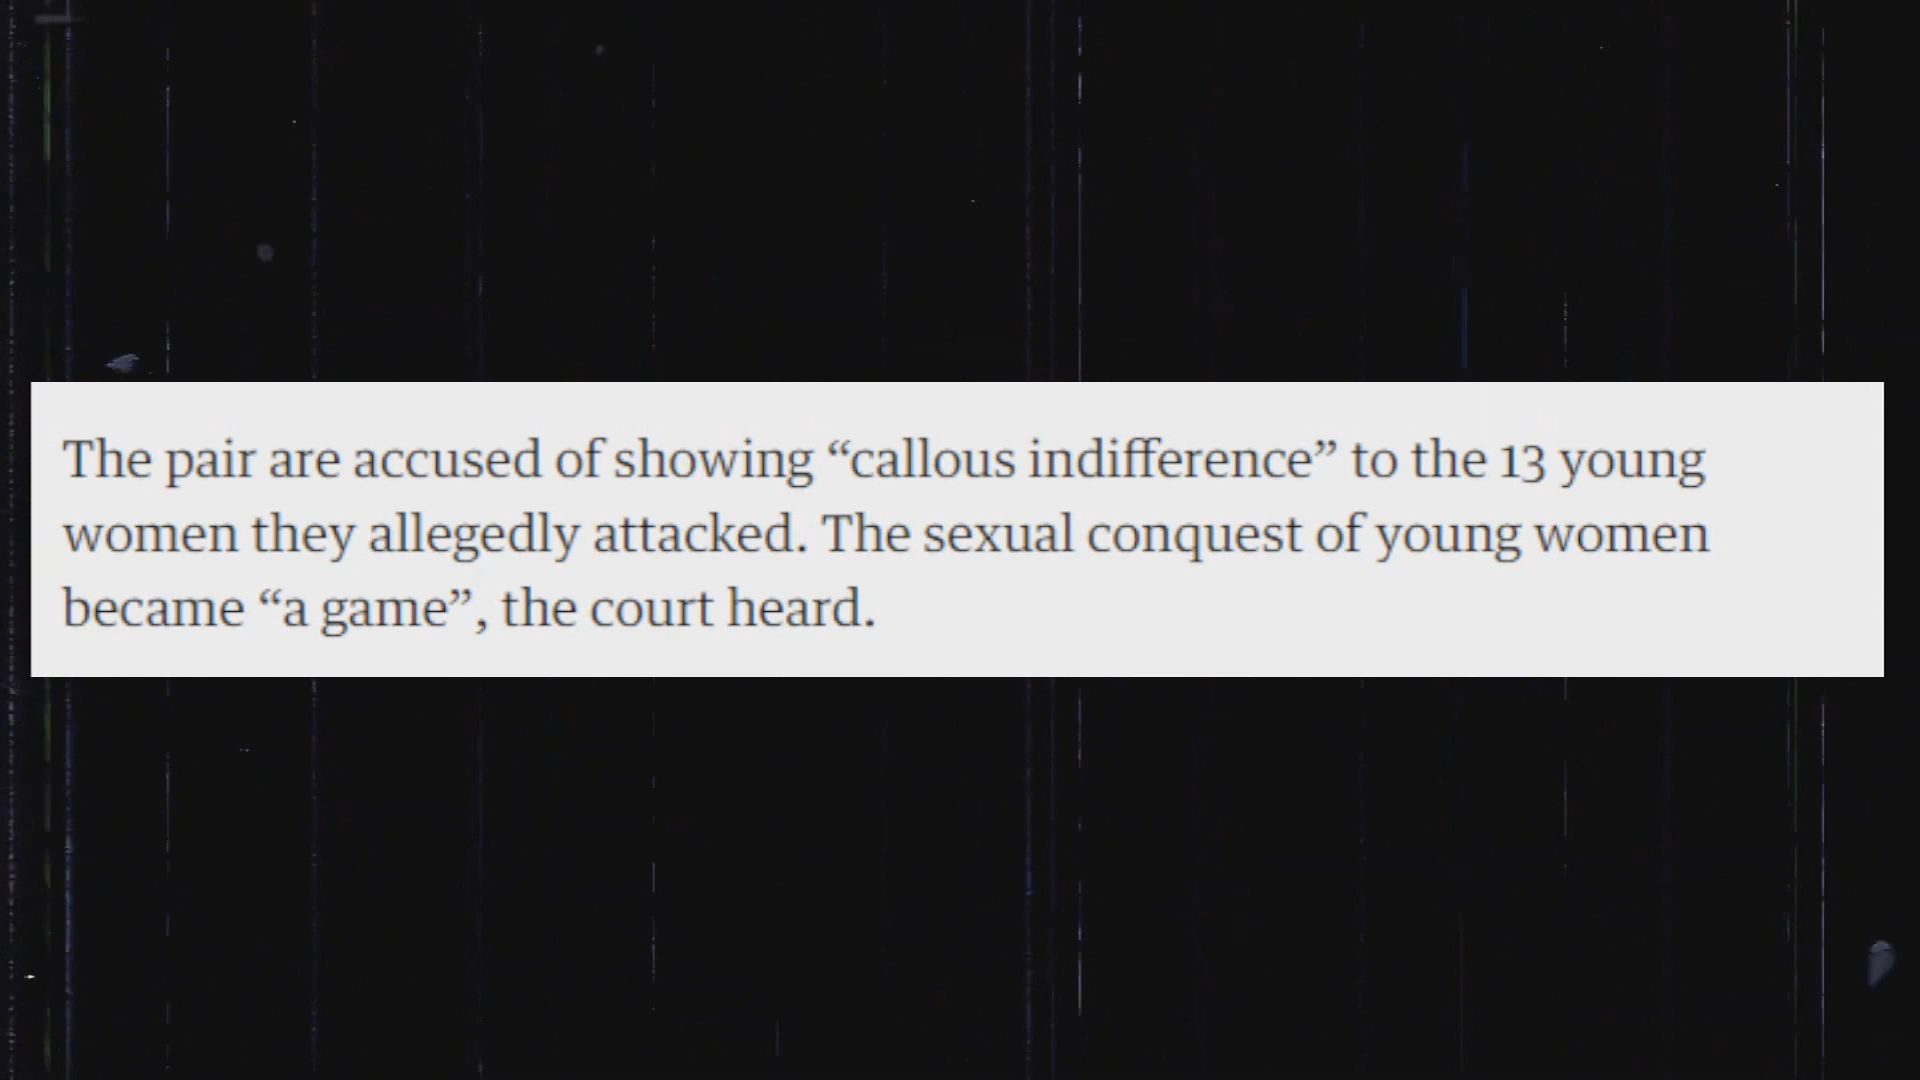 The pair are accused of showing “callous indifference” to the 13 young
women they allegedly attacked. The sexual conquest of young women
became “a game”, the court heard.